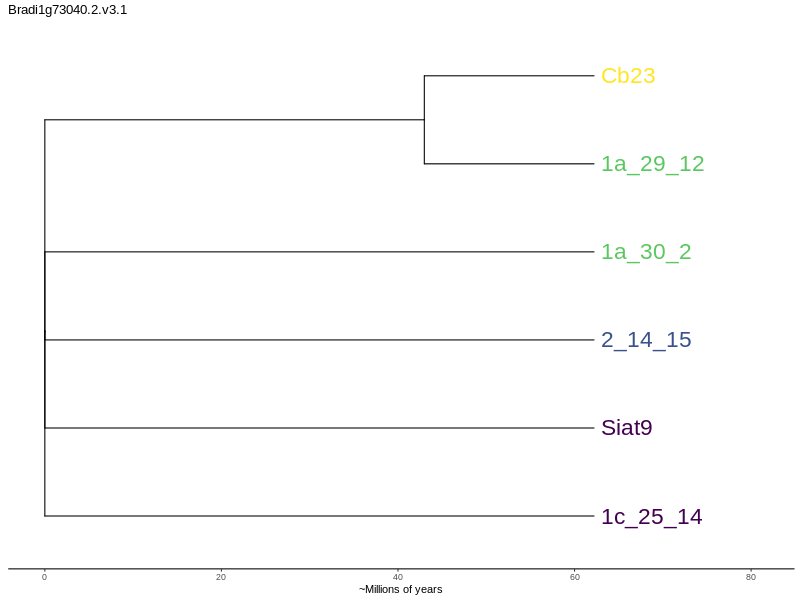 Bradi1g73040.2.v3.1
Cb23
1a_29_12
1a_30_2
2_14_15
Siat9
1c_25_14
0 20 40 60 80
~Millions of years